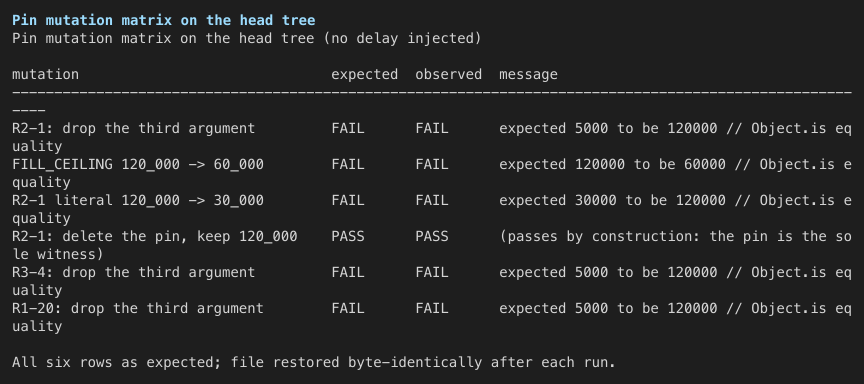 Pin mutation matrix on the head tree
Pin mutation matrix on the head tree (no delay injected)
mutation                              expected  observed  message
────────────────────────────────────────────────────────────────────────────────────────────────────────
────
R2-1: drop the third argument         FAIL      FAIL      expected 5000 to be 120000 // Object.is eq
uality
FILL_CEILING 120_000 -> 60_000        FAIL      FAIL      expected 120000 to be 60000 // Object.is e
quality
R2-1 literal 120_000 -> 30_000        FAIL      FAIL      expected 30000 to be 120000 // Object.is e
quality
R2-1: delete the pin, keep 120_000    PASS      PASS      (passes by construction: the pin is the so
le witness)
R3-4: drop the third argument         FAIL      FAIL      expected 5000 to be 120000 // Object.is eq
uality
R1-20: drop the third argument        FAIL      FAIL      expected 5000 to be 120000 // Object.is eq
uality
All six rows as expected; file restored byte-identically after each run.